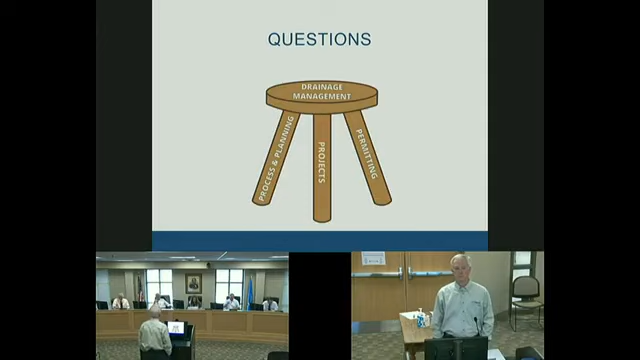 QUESTIONS
DRAINAGE
MANAGEMENT
PROCESS & PLANNING
PROJECTS
PERMITTING